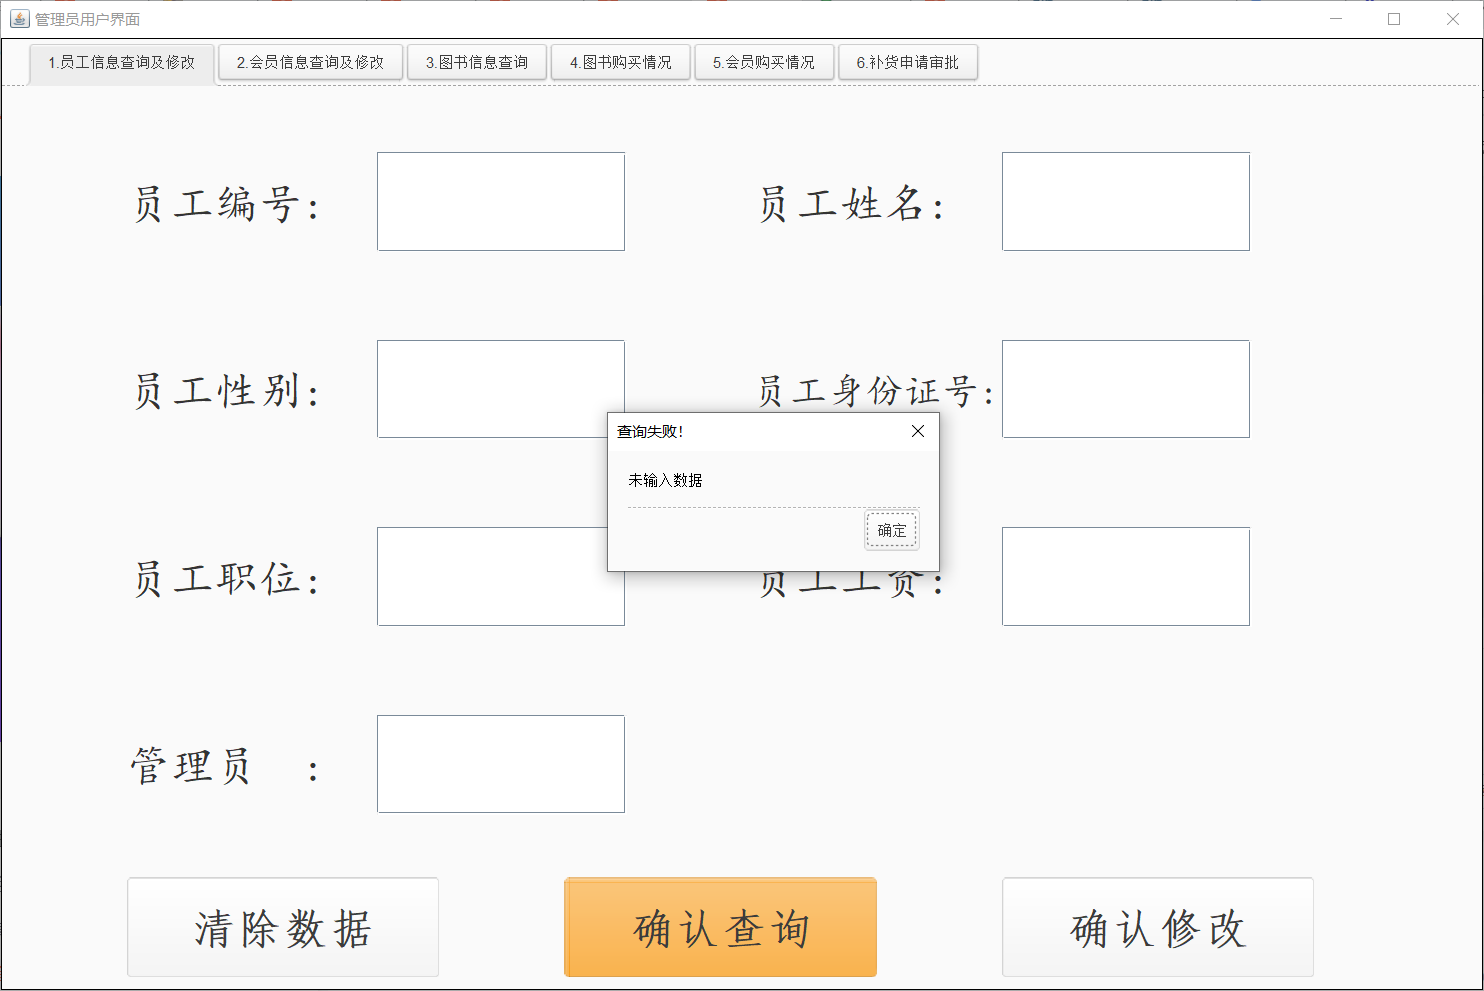 管理员用户界面
1.员工信息查询及修改
2.会员信息查询及修改
3.图书信息查询
4.图书购买情况
5.会员购买情况
6.补货申请审批
员工编号：
员工姓名：
员工性别：
员工身份证号：
查询失败！
未输入数据
确定
员工职位：
员工工资：
管理员　：
清除数据
确认查询
确认修改